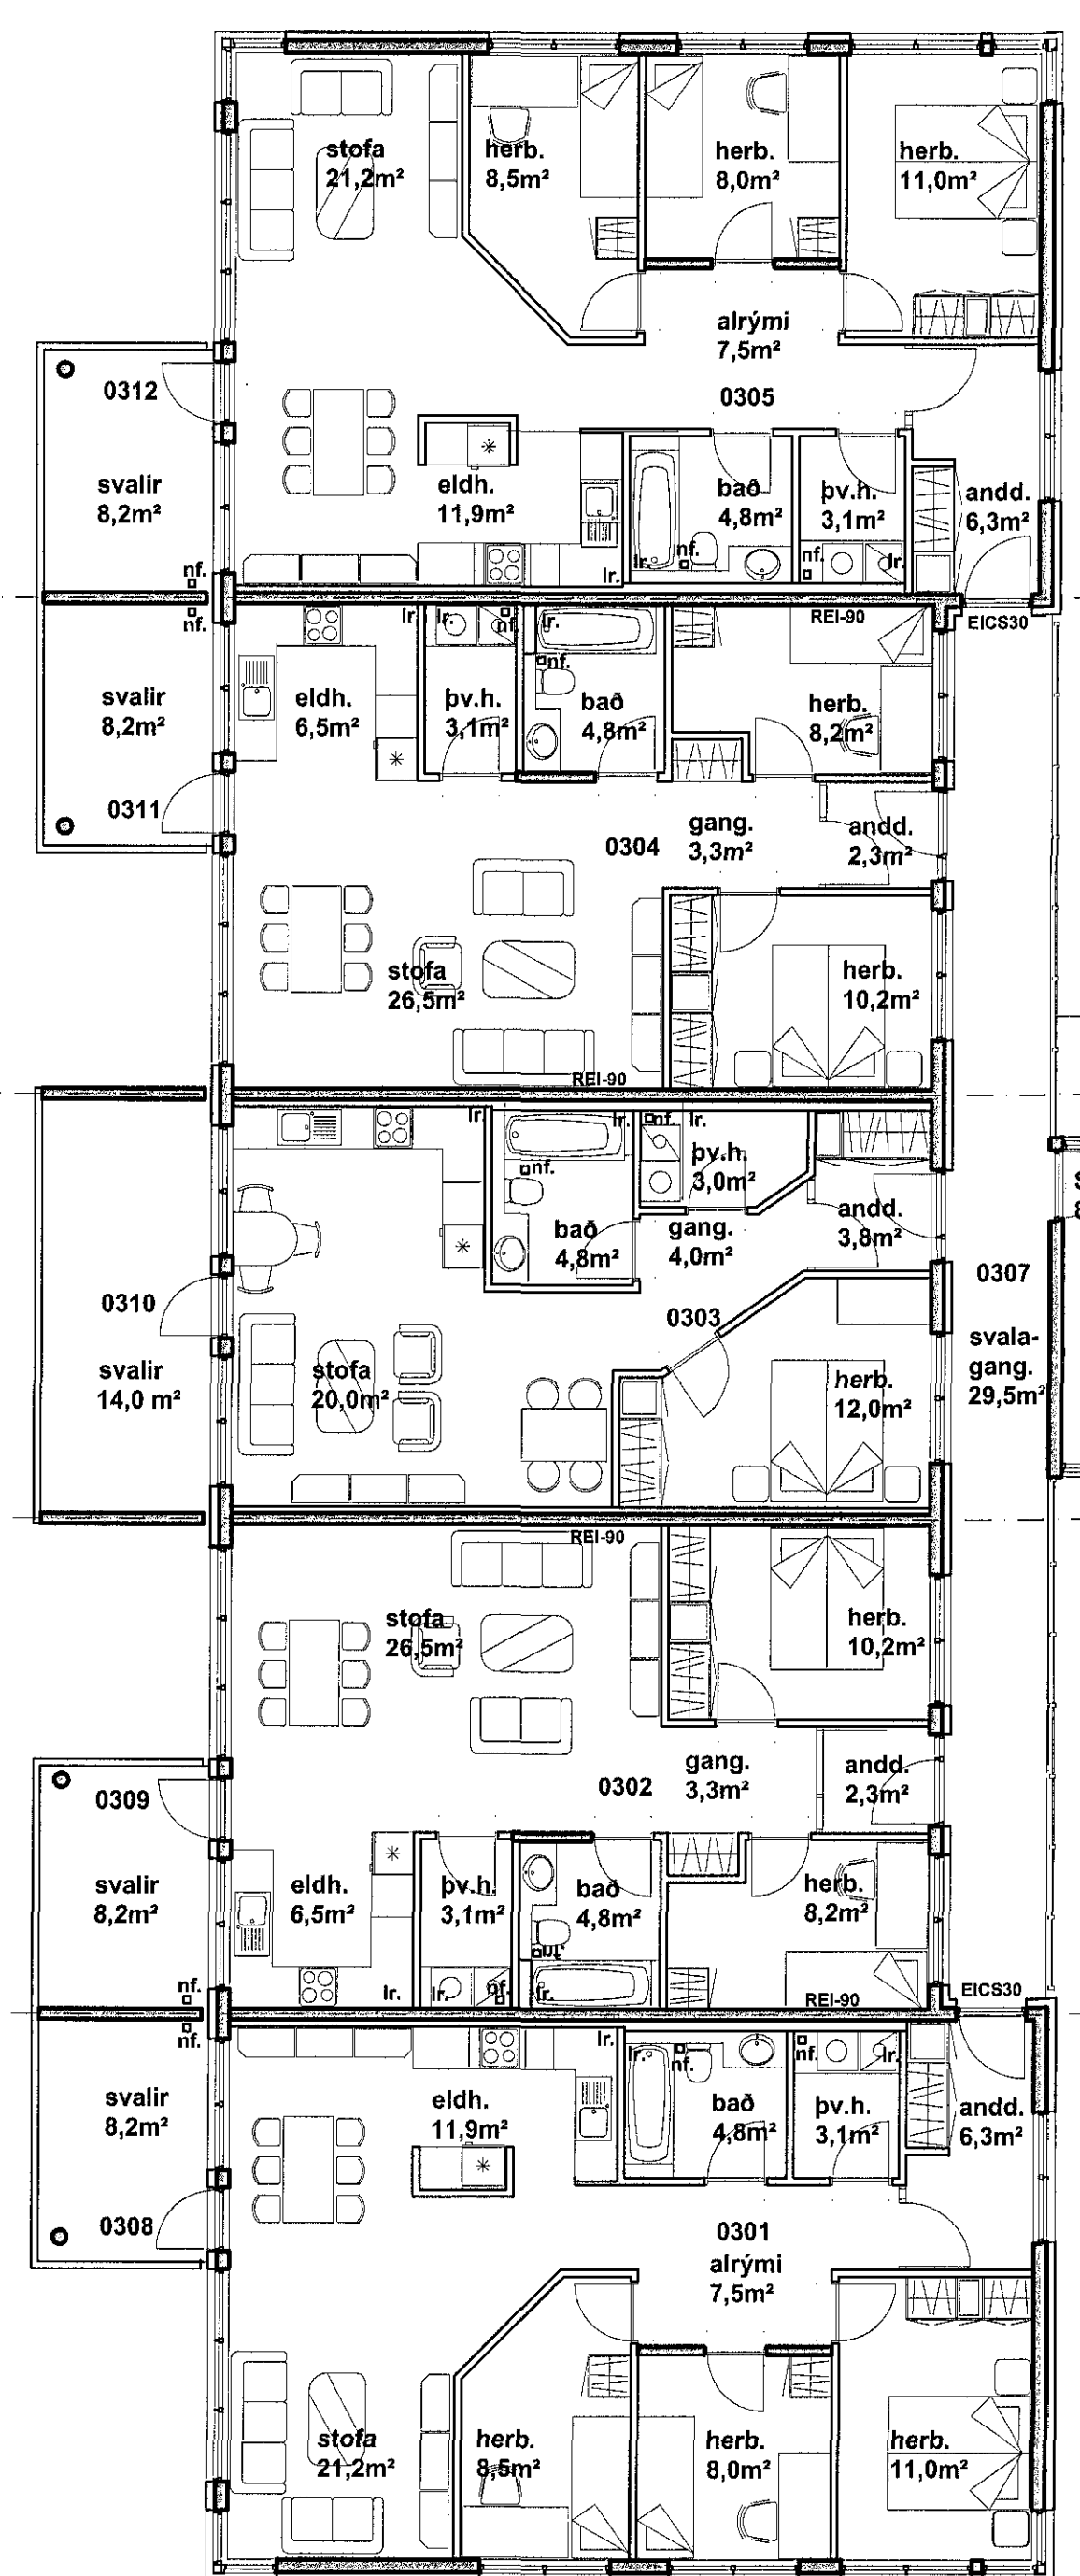 stofa
21,2m²
herb.
8,5m²
herb.
8,0m²
herb.
11,0m²
alrými
7,5m²
0305
0312
svalir
8,2m²
eldh.
11,9m²
bað
4,8m²
þv.h.
3,1m²
andd.
6,3m²
nf.
lr.
lr.
nf.
nf.
lr.
nf.
lr.
lr.
nf.
lr.
REI-90
EICS30
nf.
svalir
8,2m²
eldh.
6,5m²
þv.h.
3,1m²
bað
4,8m²
herb.
8,2m²
0311
0304
gang.
3,3m²
andd.
2,3m²
stofa
26,5m²
herb.
10,2m²
REI-90
lr.
lr.
nf.
lr.
nf.
þv.h.
3,0m²
bað
4,8m²
gang.
4,0m²
andd.
3,8m²
0310
0303
0307
svalir
14,0 m²
stofa
20,0m²
herb.
12,0m²
svala-
gang.
29,5m²
REI-90
stofa
26,5m²
herb.
10,2m²
0309
0302
gang.
3,3m²
andd.
2,3m²
svalir
8,2m²
eldh.
6,5m²
þv.h.
3,1m²
bað
4,8m²
herb.
8,2m²
nf.
nf.
lr.
lr.
nf.
lr.
REI-90
EICS30
nf.
lr.
lr.
nf.
nf.
lr.
svalir
8,2m²
eldh.
11,9m²
bað
4,8m²
þv.h.
3,1m²
andd.
6,3m²
0308
0301
alrými
7,5m²
stofa
21,2m²
herb.
8,5m²
herb.
8,0m²
herb.
11,0m²